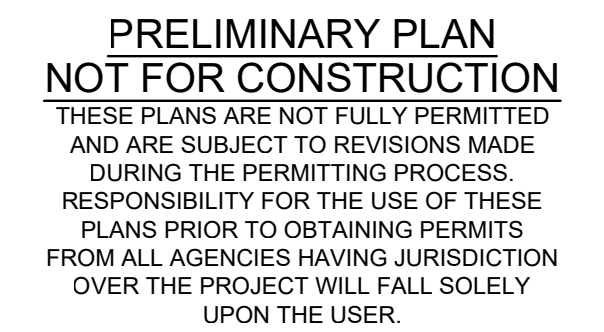 PRELIMINARY PLAN
NOT FOR CONSTRUCTION
THESE PLANS ARE NOT FULLY PERMITTED
AND ARE SUBJECT TO REVISIONS MADE
DURING THE PERMITTING PROCESS.
RESPONSIBILITY FOR THE USE OF THESE
PLANS PRIOR TO OBTAINING PERMITS
FROM ALL AGENCIES HAVING JURISDICTION
OVER THE PROJECT WILL FALL SOLELY
UPON THE USER.